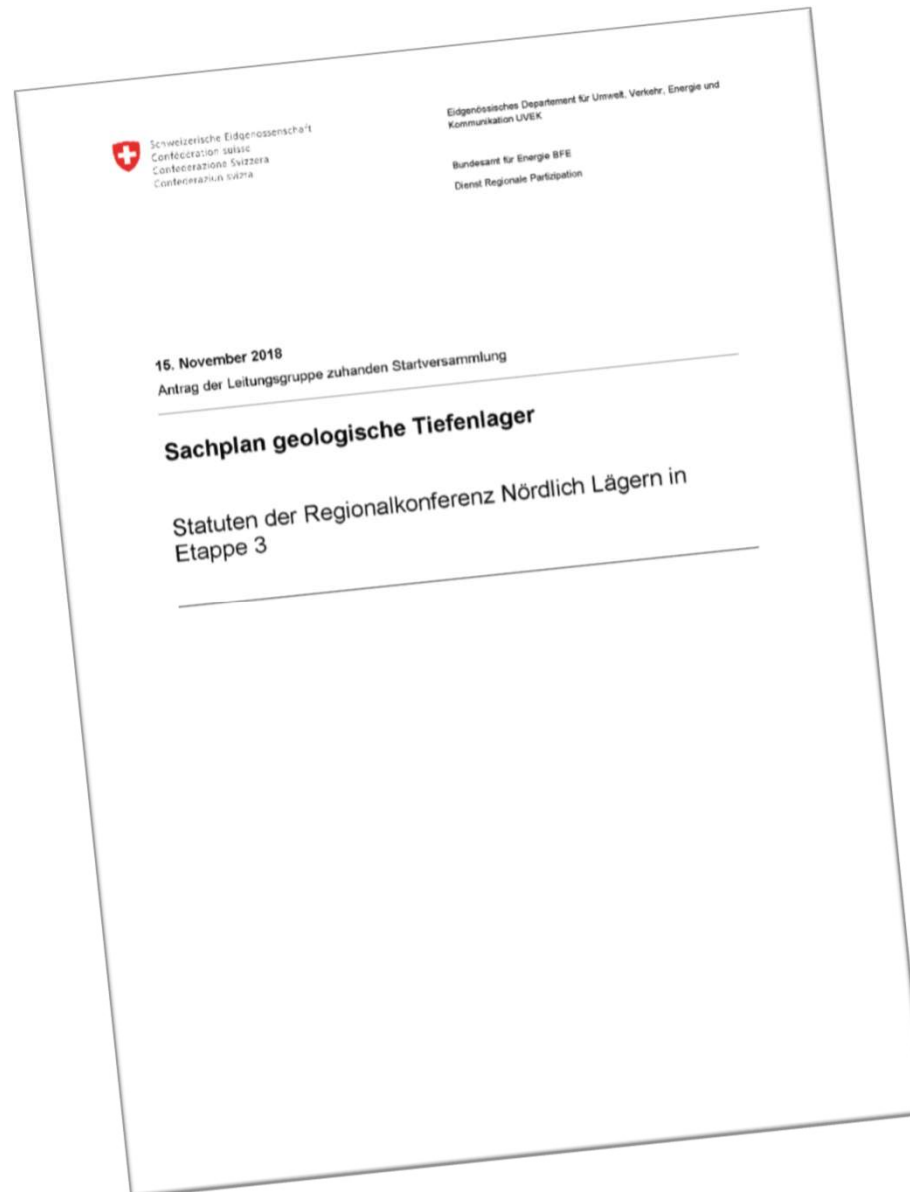 Schweizerische Eidgenossenschaft
Confédération suisse
Confederazione Svizzera
Confederaziun svizra
Eidgenössisches Departement für Umwelt, Verkehr, Energie und
Kommunikation UVEK
Bundesamt für Energie BFE
Dienst Regionale Partizipation
15. November 2018
Antrag der Leitungsgruppe zuhanden Startversammlung
Sachplan geologische Tiefenlager
Statuten der Regionalkonferenz Nördlich Lägern in
Etappe 3